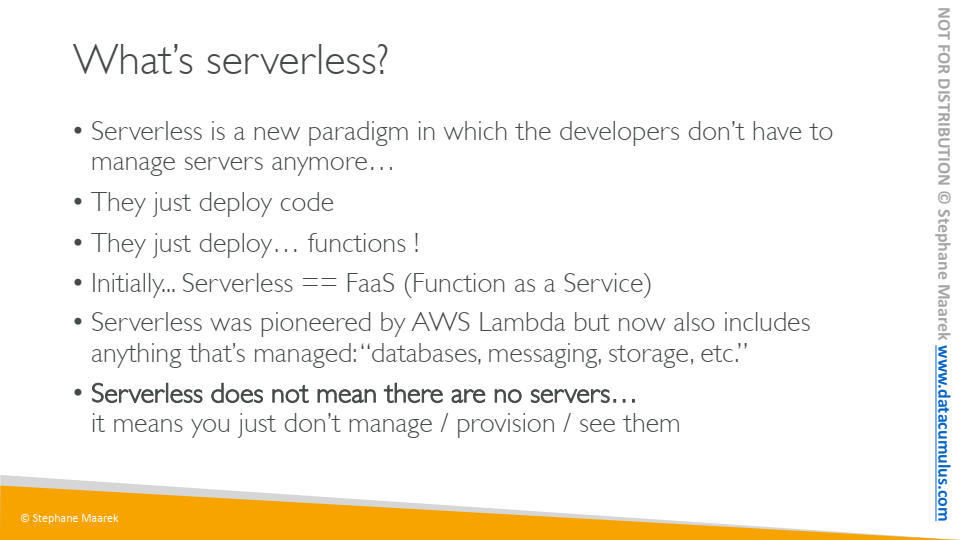 What's serverless?
• Serverless is a new paradigm in which the developers don't have to
manage servers anymore…
• They just deploy code
• They just deploy… functions !
• Initially... Serverless == FaaS (Function as a Service)
• Serverless was pioneered by AWS Lambda but now also includes
anything that's managed: “databases, messaging, storage, etc.”
• Serverless does not mean there are no servers…
it means you just don't manage / provision / see them
© Stephane Maarek
NOT FOR DISTRIBUTION © Stephane Maarek www.datacumulus.com